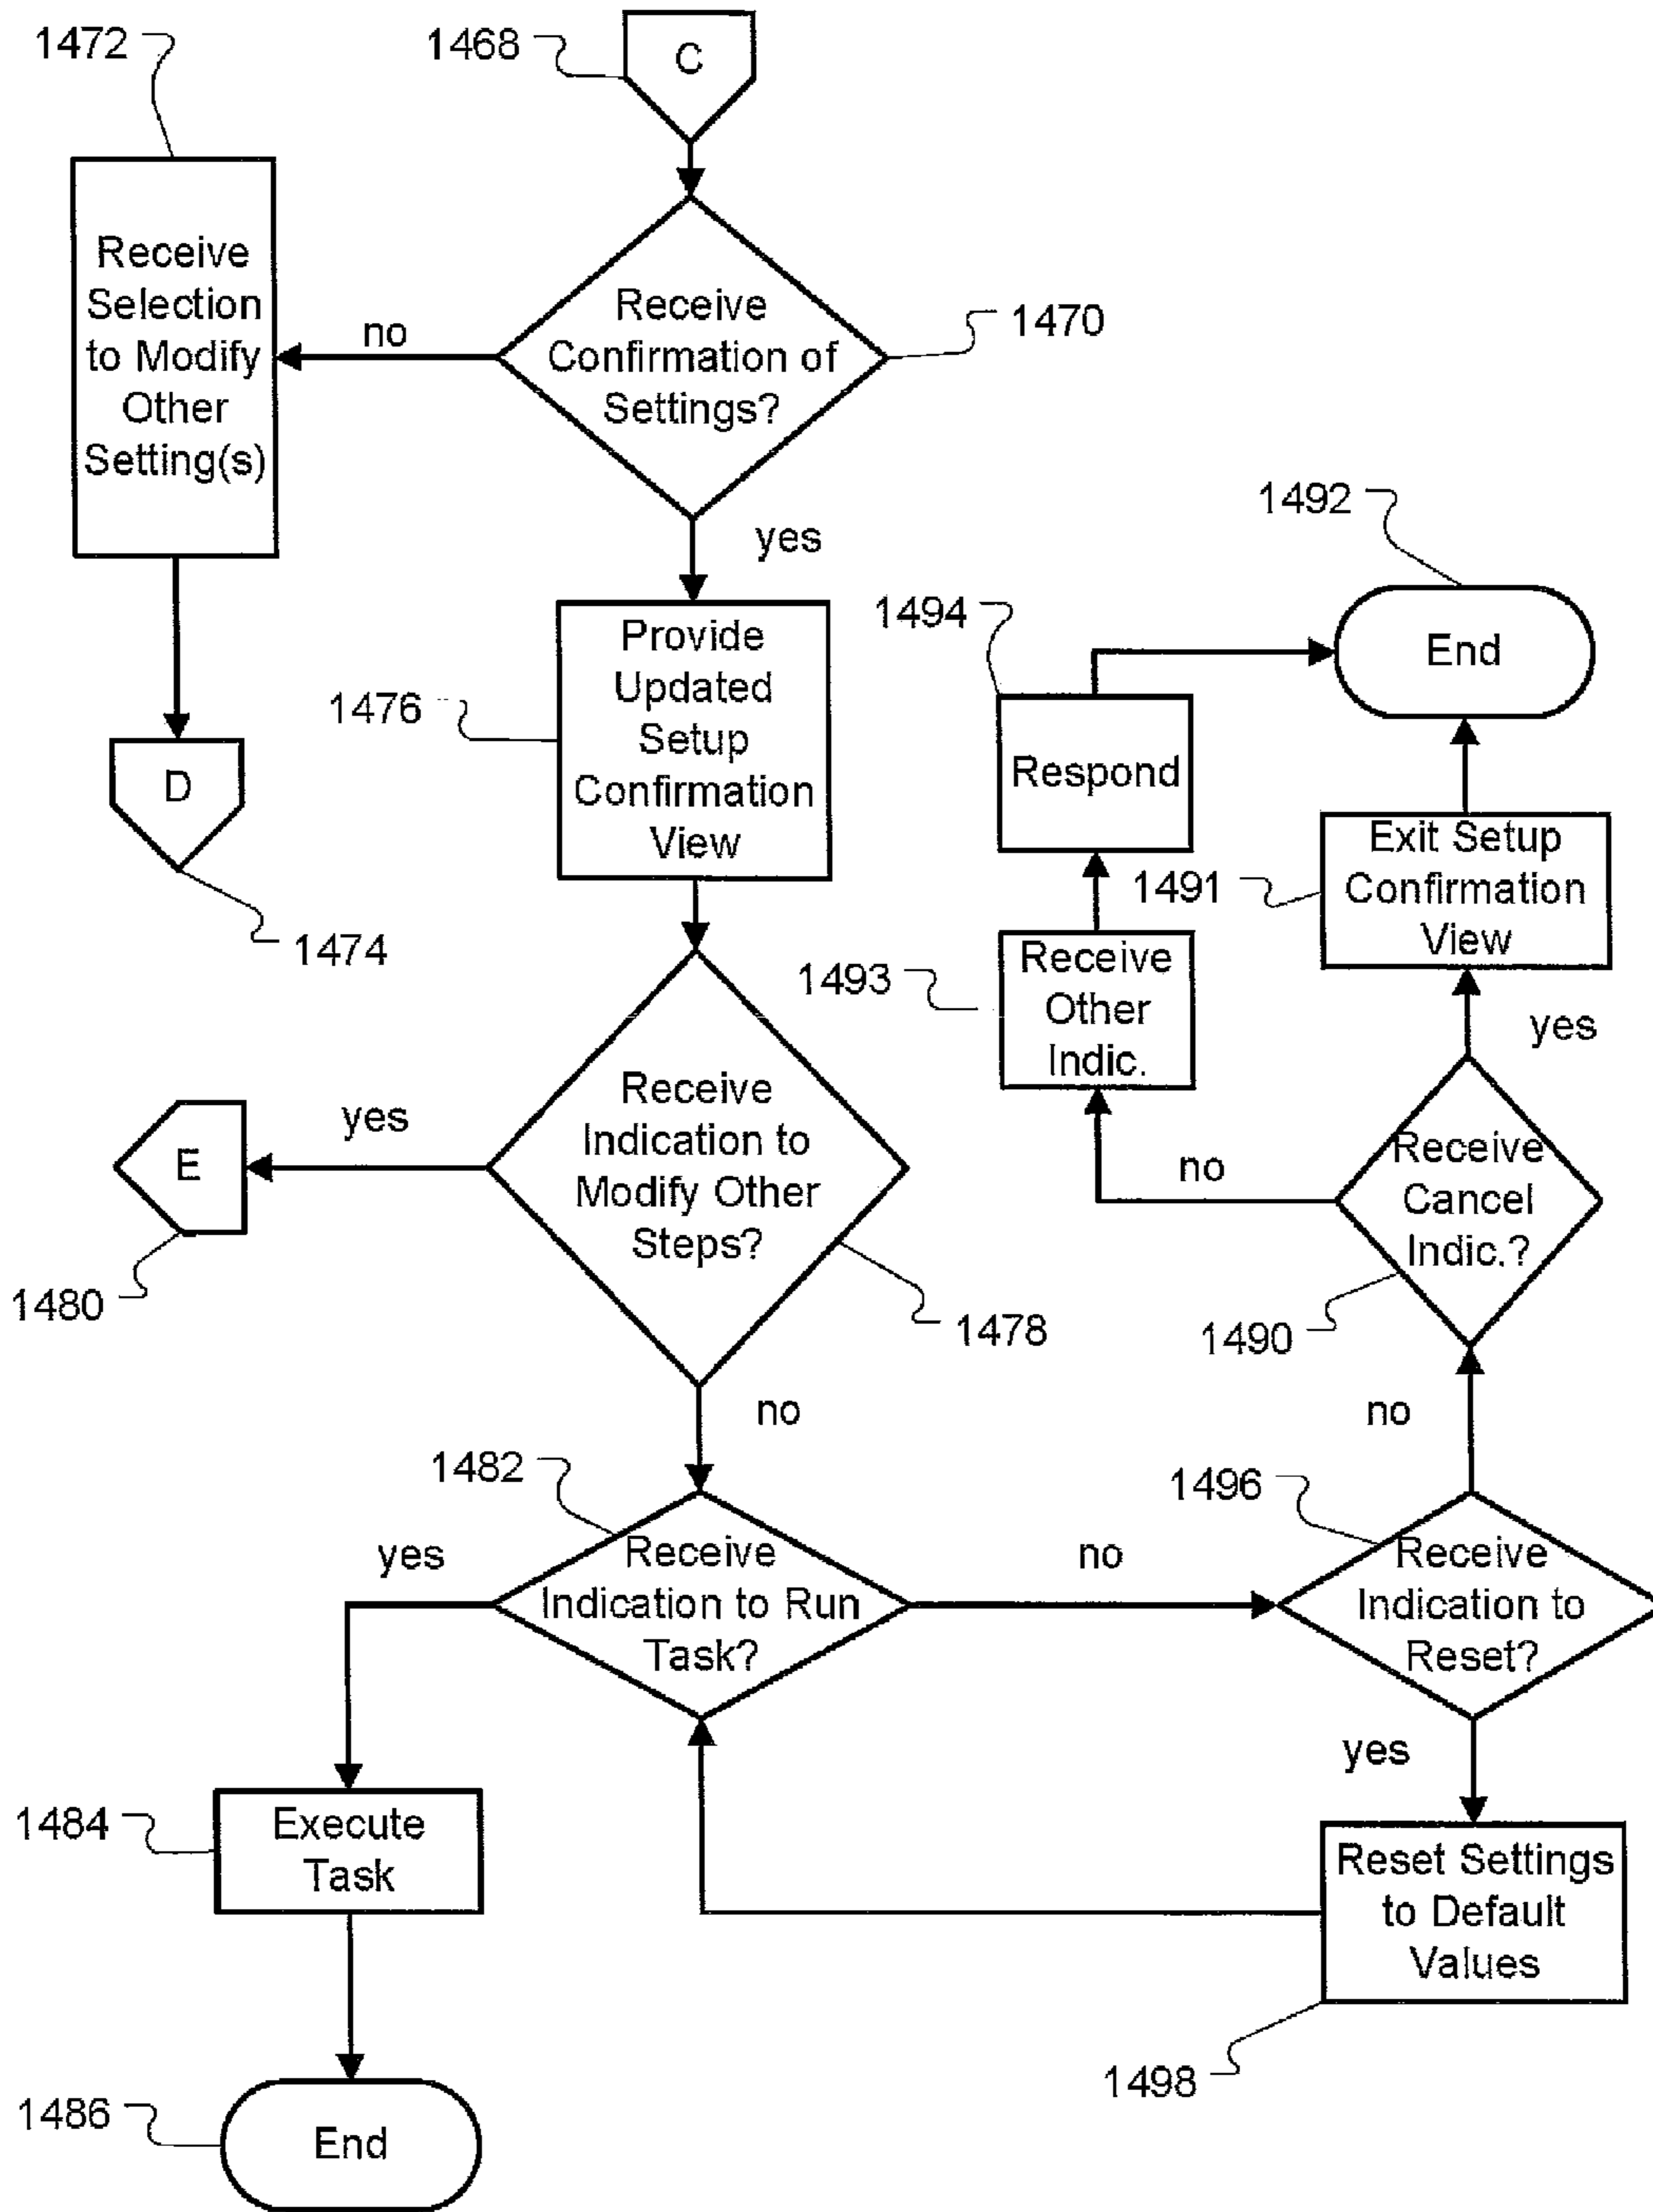 1472
1468
C
Receive
Selection
to Modify
Other
Setting(s)
no
Receive
Confirmation of
Settings?
1470
yes
1492
End
1494
Provide
Updated
Setup
Confirmation
View
1476
Respond
D
1474
Exit Setup
Confirmation
View
1491
1493
Receive
Other
Indic.
yes
Receive
Indication to
Modify Other
Steps?
yes
E
1480
1478
no
Receive
Cancel
Indic.?
1490
no
no
1482
1496
yes
Receive
Indication to Run
Task?
no
Receive
Indication to
Reset?
yes
1484
Execute
Task
Reset Settings
to Default
Values
1498
1486
End